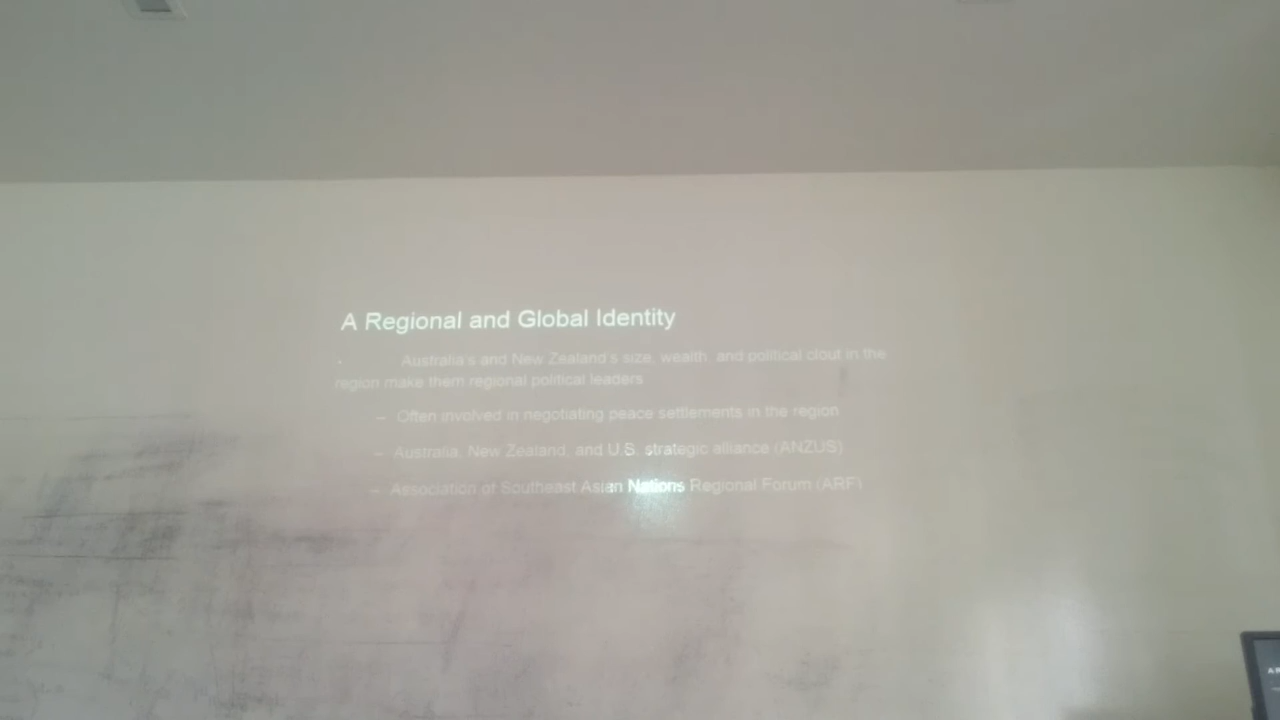 A Regional and Global Identity
• Australia's and New Zealand's size, wealth, and political clout in the
region make them regional political leaders
– Often involved in negotiating peace settlements in the region
– Australia, New Zealand, and U.S. strategic alliance (ANZUS)
– Association of Southeast Asian Nations Regional Forum (ARF)